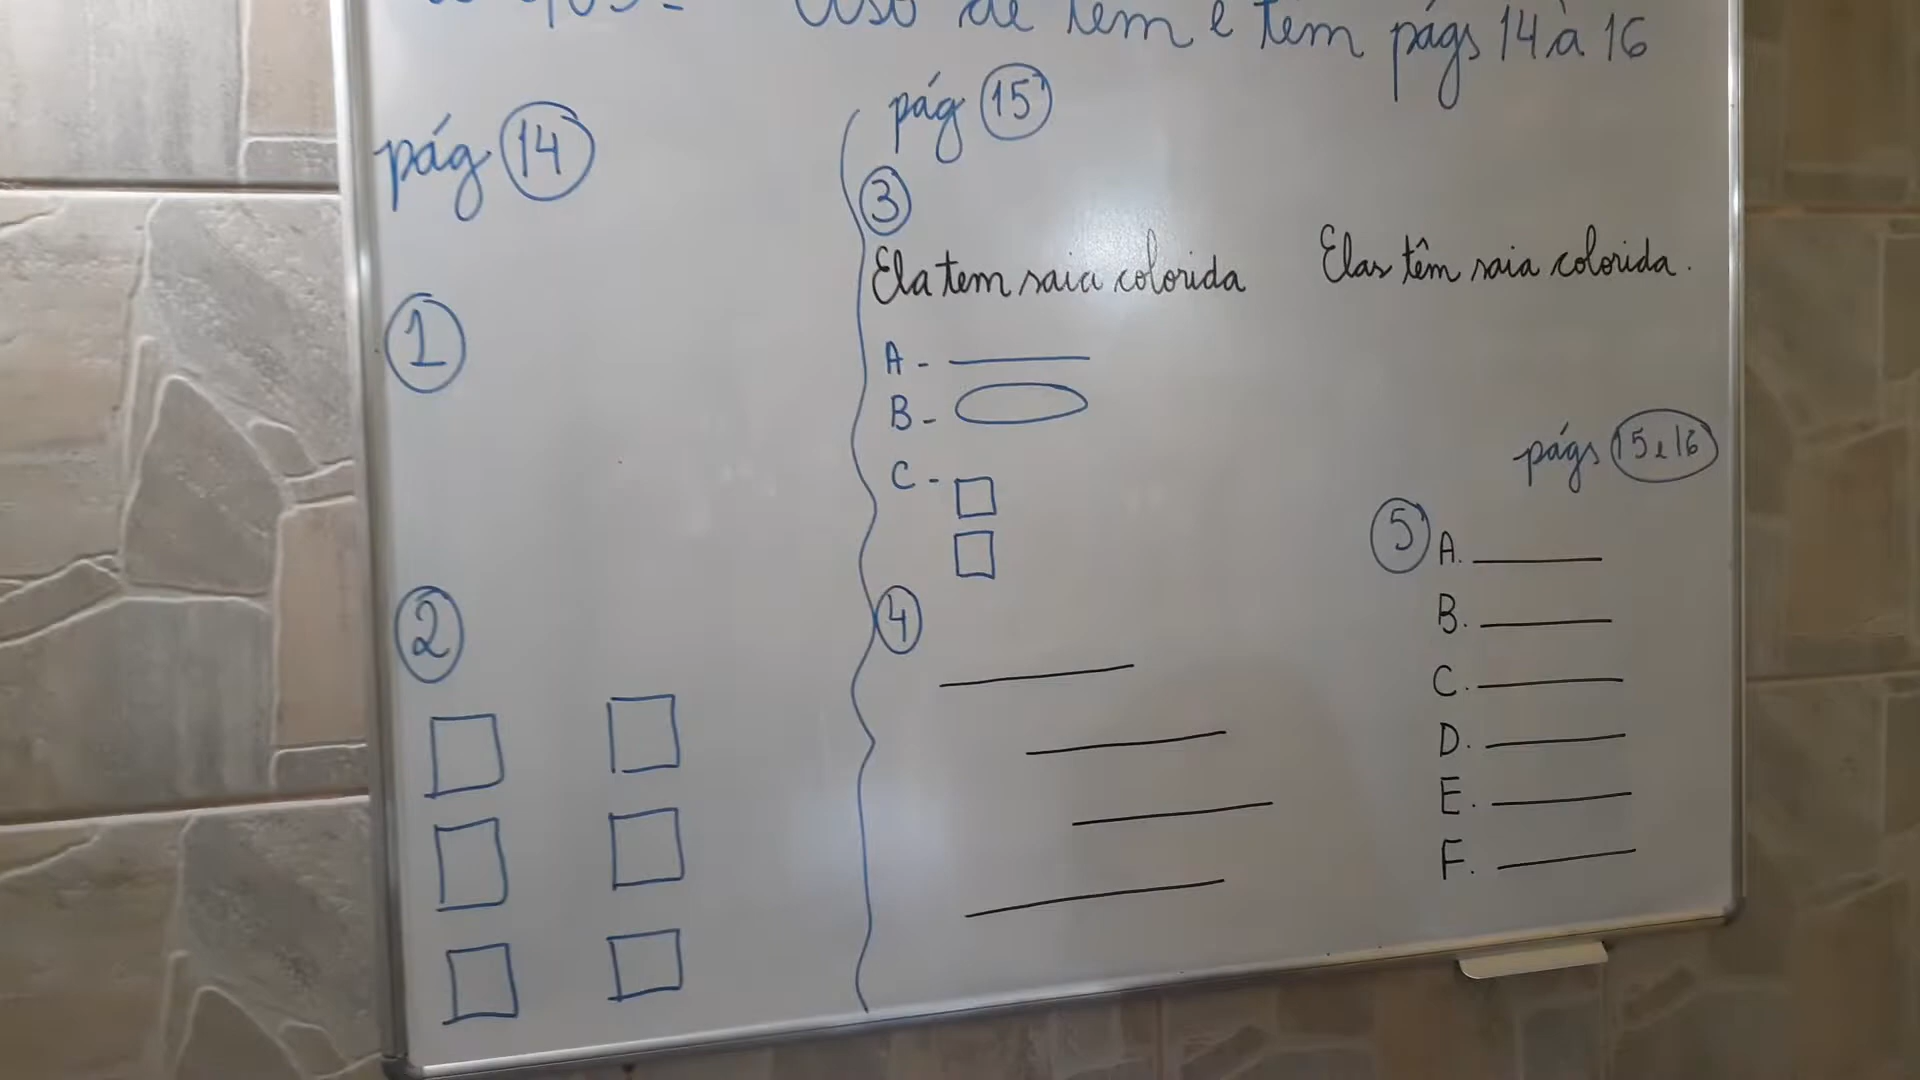 Uso de tem e têm págs 14 à 16
pág 14
1
2
pág 15
3
Ela tem saia colorida
Elas têm saia colorida.
A -
B -
C -
4
págs 15 e 16
5
A.
B.
C.
D.
E.
F.